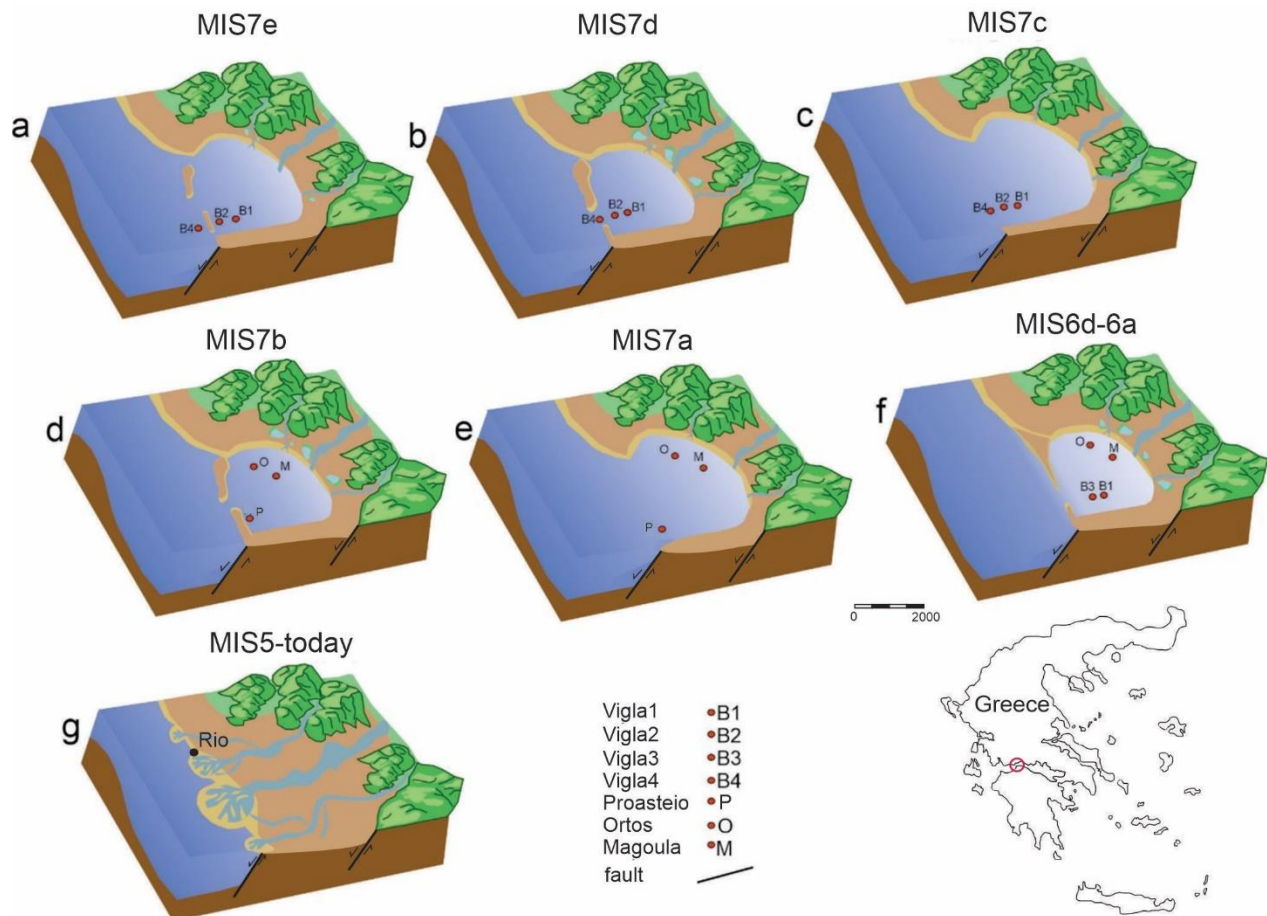 MIS7e
MIS7d
MIS7c
a
b
c
B4 B2 B1
B4 B2 B1
B4 B2 B1
MIS7b
MIS7a
MIS6d-6a
d
e
f
O
M
P
O
M
P
O
M
B3 B1
0 2000
MIS5-today
g
Rio
Vigla1 B1
Vigla2 B2
Vigla3 B3
Vigla4 B4
Proasteio P
Ortos O
Magoula M
fault
Greece